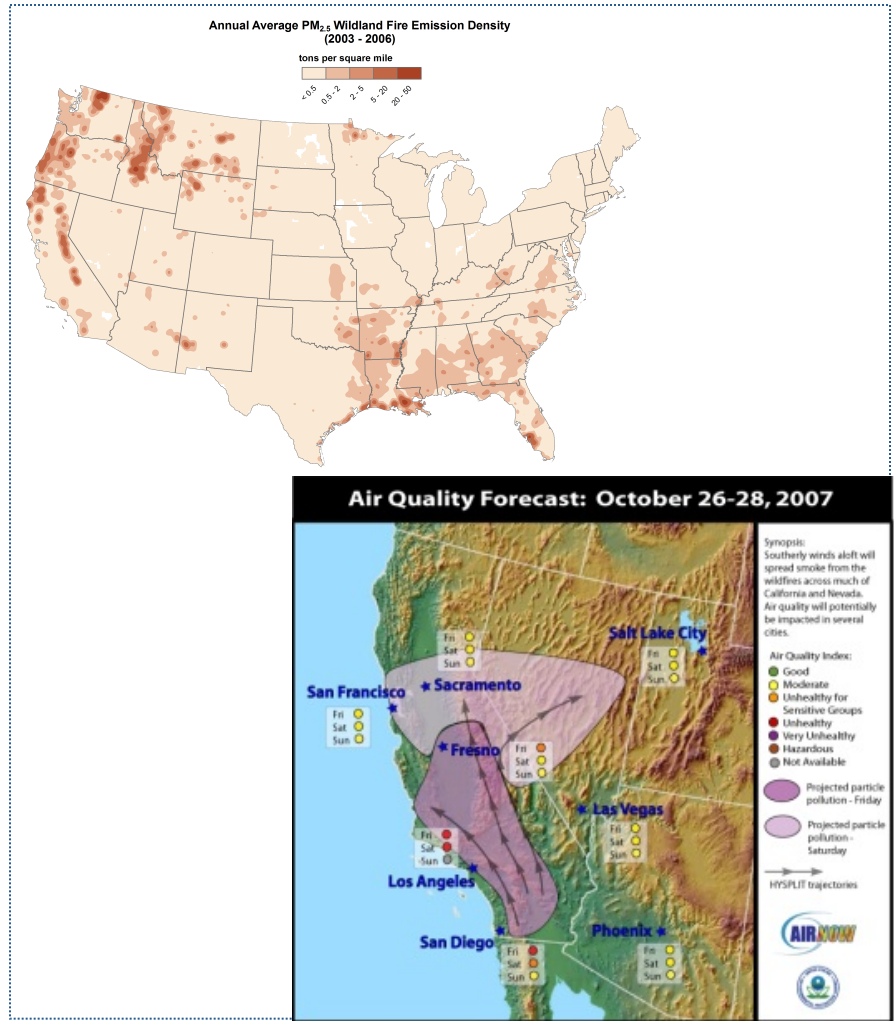 Annual Average PM2.5 Wildland Fire Emission Density
(2003 - 2006)
tons per square mile
< 0.5
0.5 - 2
2 - 5
5 - 20
20 - 50
Air Quality Forecast: October 26-28, 2007
Synopsis:
Southerly winds aloft will
spread smoke from the
wildfires across much of
California and Nevada.
Air quality will potentially
be impacted in several
cities.
Air Quality Index:
Good
Moderate
Unhealthy for
Sensitive Groups
Unhealthy
Very Unhealthy
Hazardous
Not Available
Projected particle
pollution - Friday
Projected particle
pollution -
Saturday
HYSPLIT trajectories
AIRNOW
Fri
Sat
Sun
Sacramento
Salt Lake City
Fri
Sat
Sun
San Francisco
Fri
Sat
Sun
Fresno
Fri
Sat
Sun
Las Vegas
Fri
Sat
Sun
Fri
Sat
Sun
Los Angeles
San Diego
Fri
Sat
Sun
Phoenix
Fri
Sat
Sun